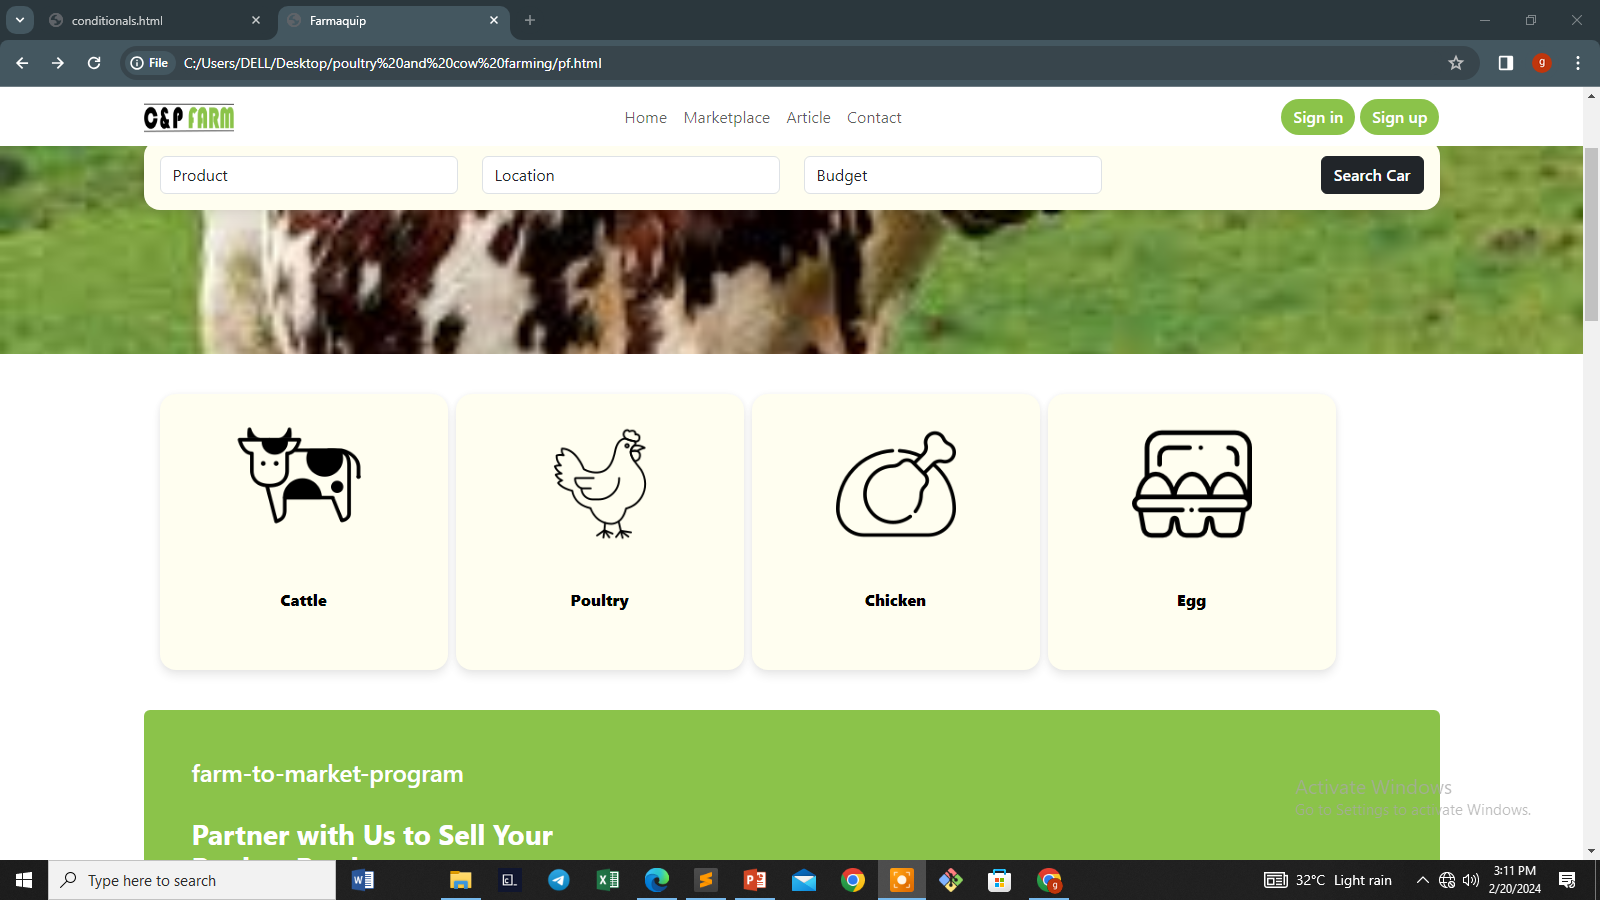 conditionals.html
Farmaquip
File C:/Users/DELL/Desktop/poultry%20and%20cow%20farming/pf.html
g
C&P FARM
Home Marketplace Article Contact
Sign in Sign up
Product Location Budget Search Car
Cattle Poultry Chicken Egg
farm-to-market-program
Partner with Us to Sell Your
Activate Windows
Go to Settings to activate Windows.
Type here to search
32°C Light rain
3:11 PM
2/20/2024